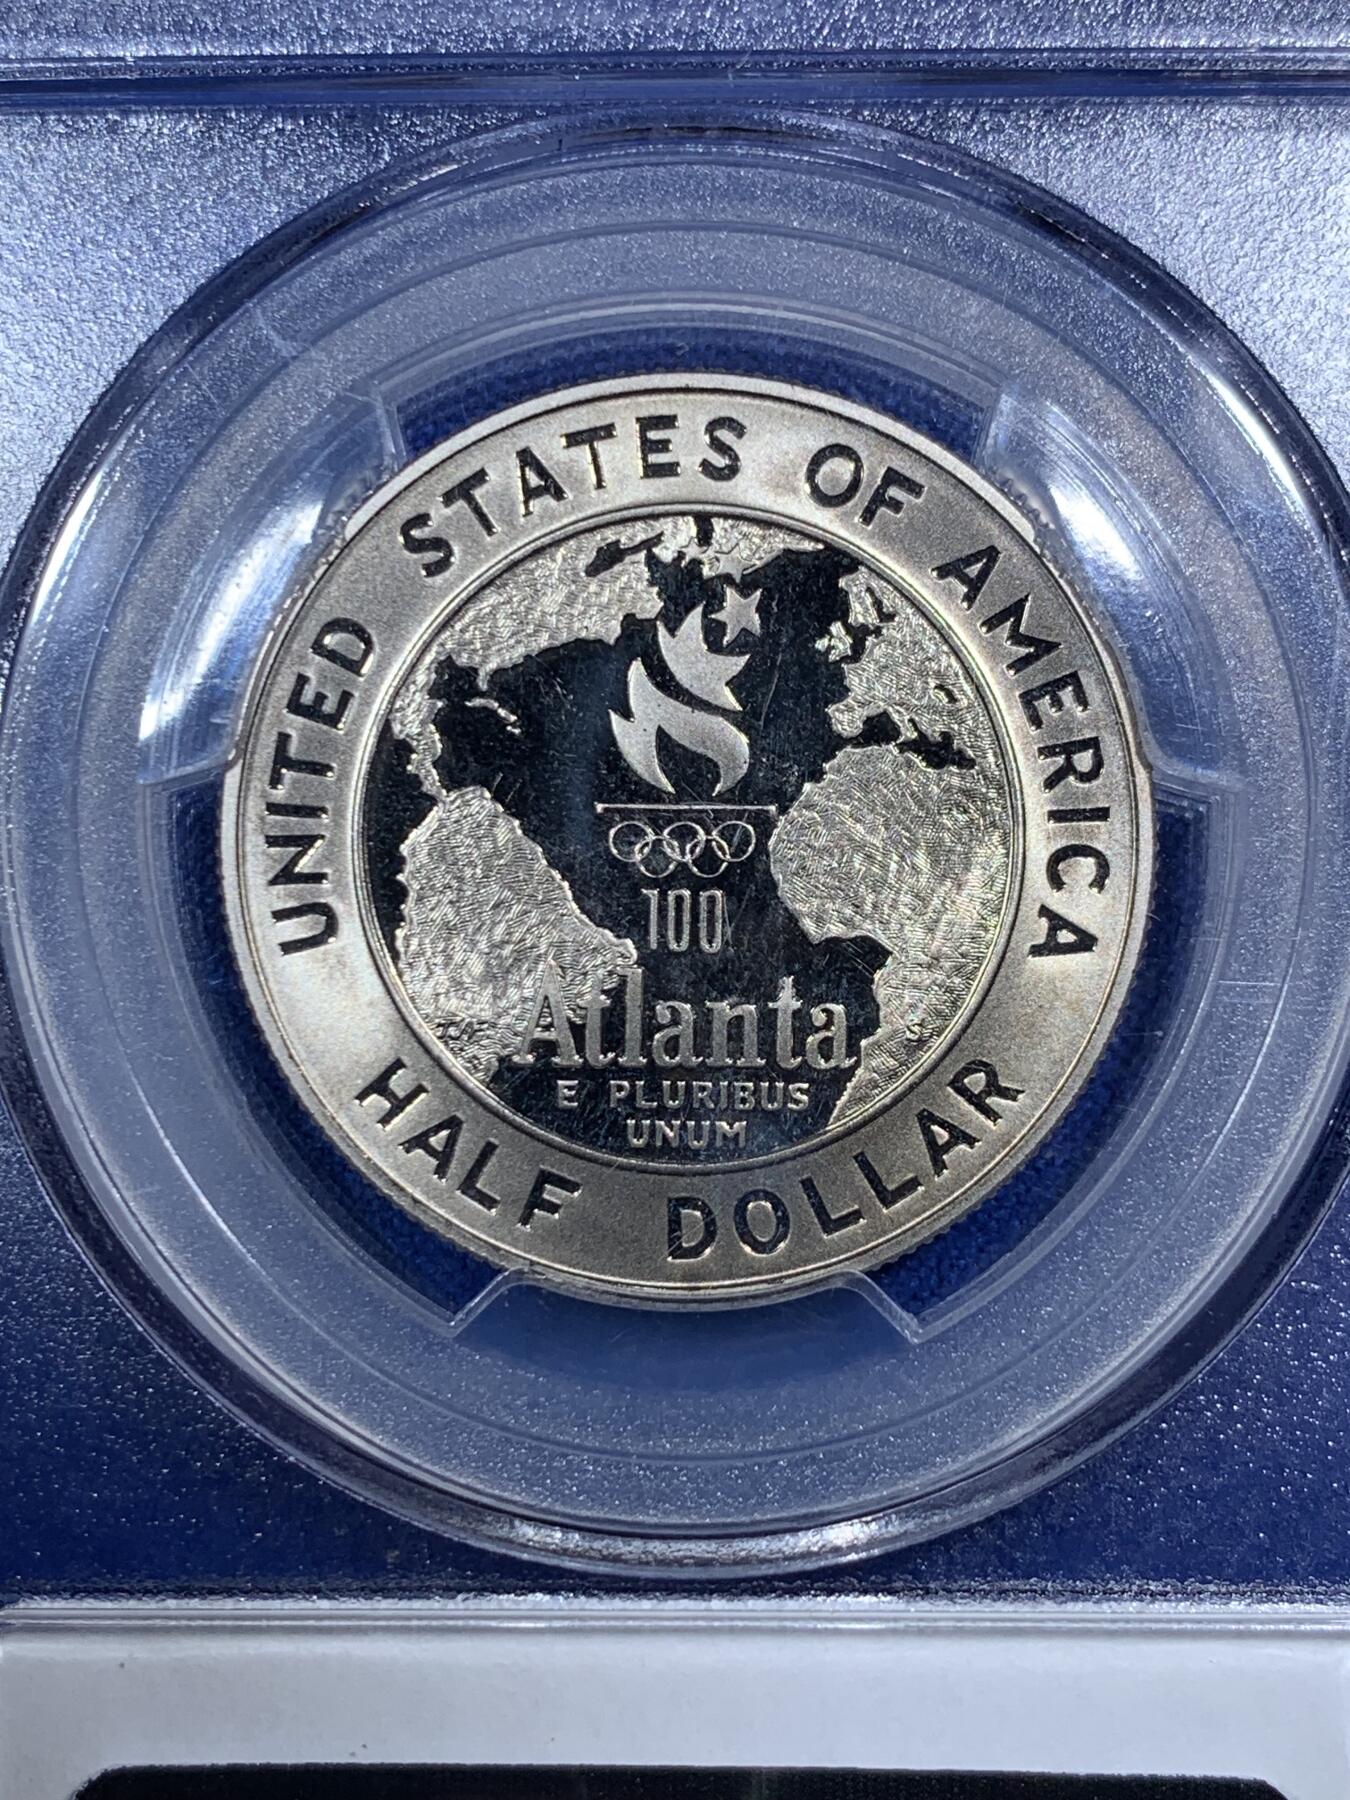 UNITED STATES OF AMERICA
100
Atlanta
E PLURIBUS
UNUM
S
HALF DOLLAR